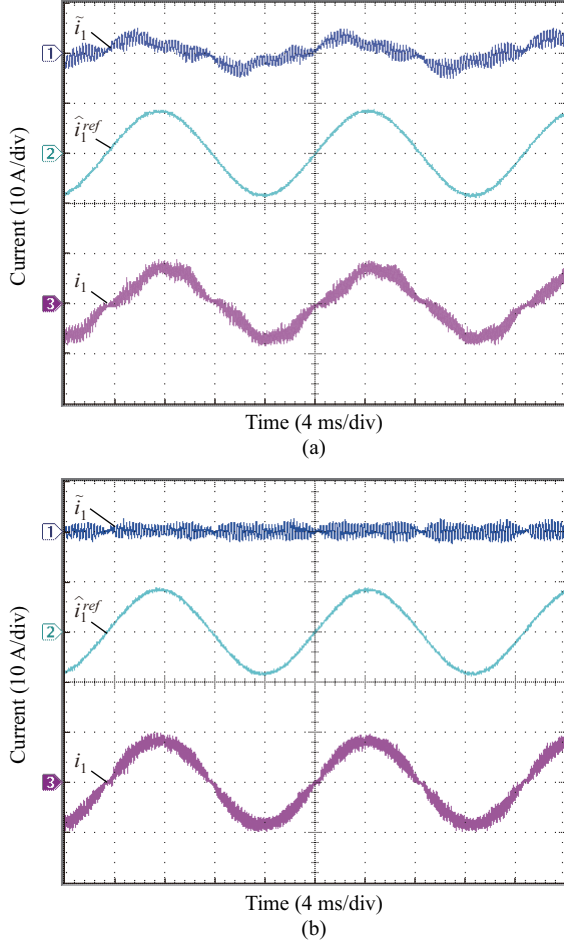 ĩ₁
1
î₁ʳᵉᶠ
2
i₁
3
Current (10 A/div)
Time (4 ms/div)
(a)
ĩ₁
1
î₁ʳᵉᶠ
2
i₁
3
Current (10 A/div)
Time (4 ms/div)
(b)